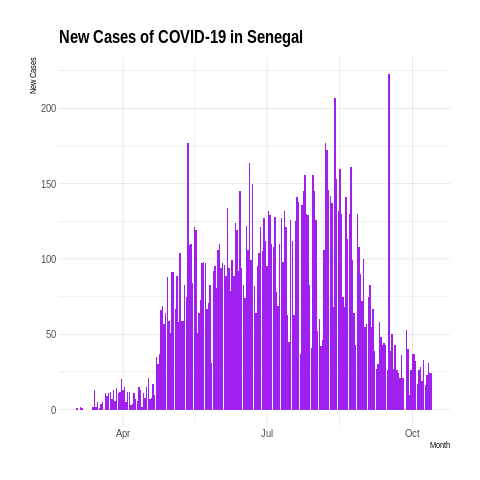 New Cases of COVID-19 in Senegal
New Cases
200
150
100
50
0
Apr
Jul
Oct
Month